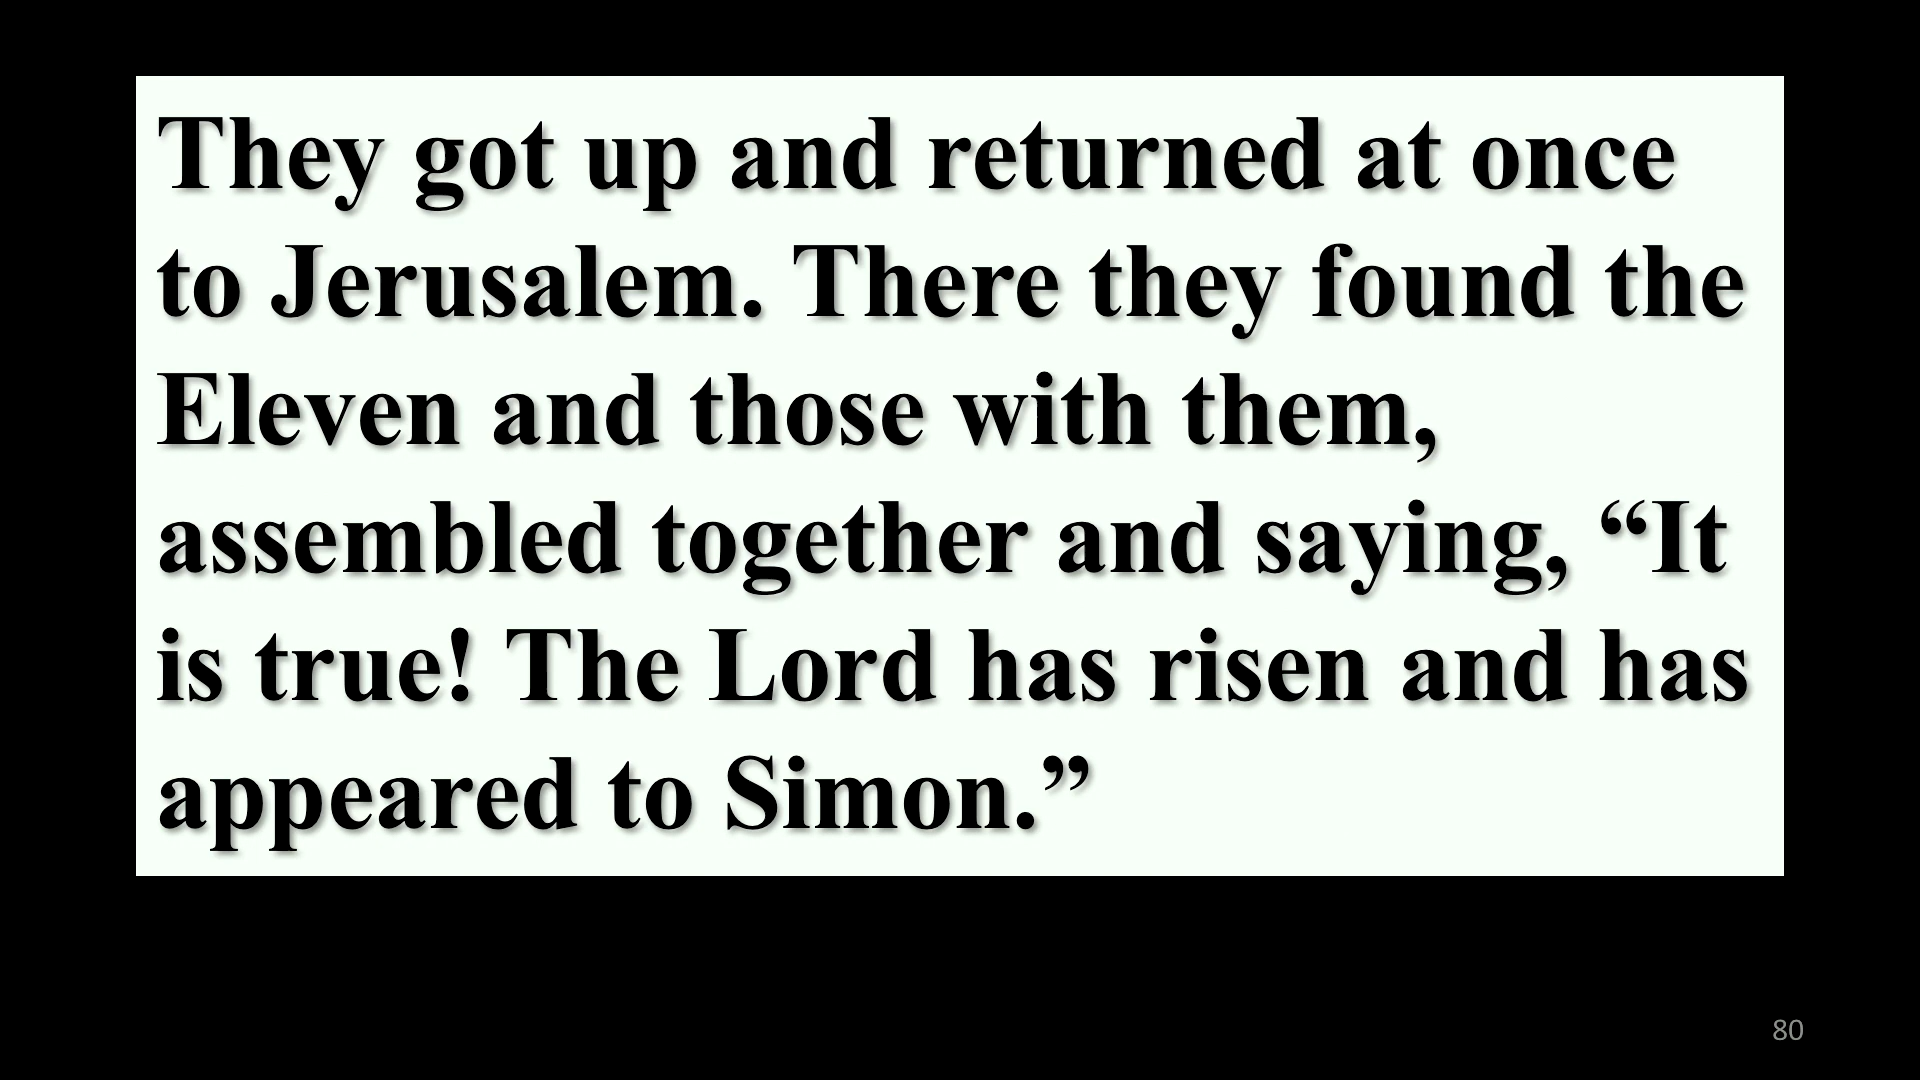 They got up and returned at once
to Jerusalem. There they found the
Eleven and those with them,
assembled together and saying, “It
is true! The Lord has risen and has
appeared to Simon.”
80